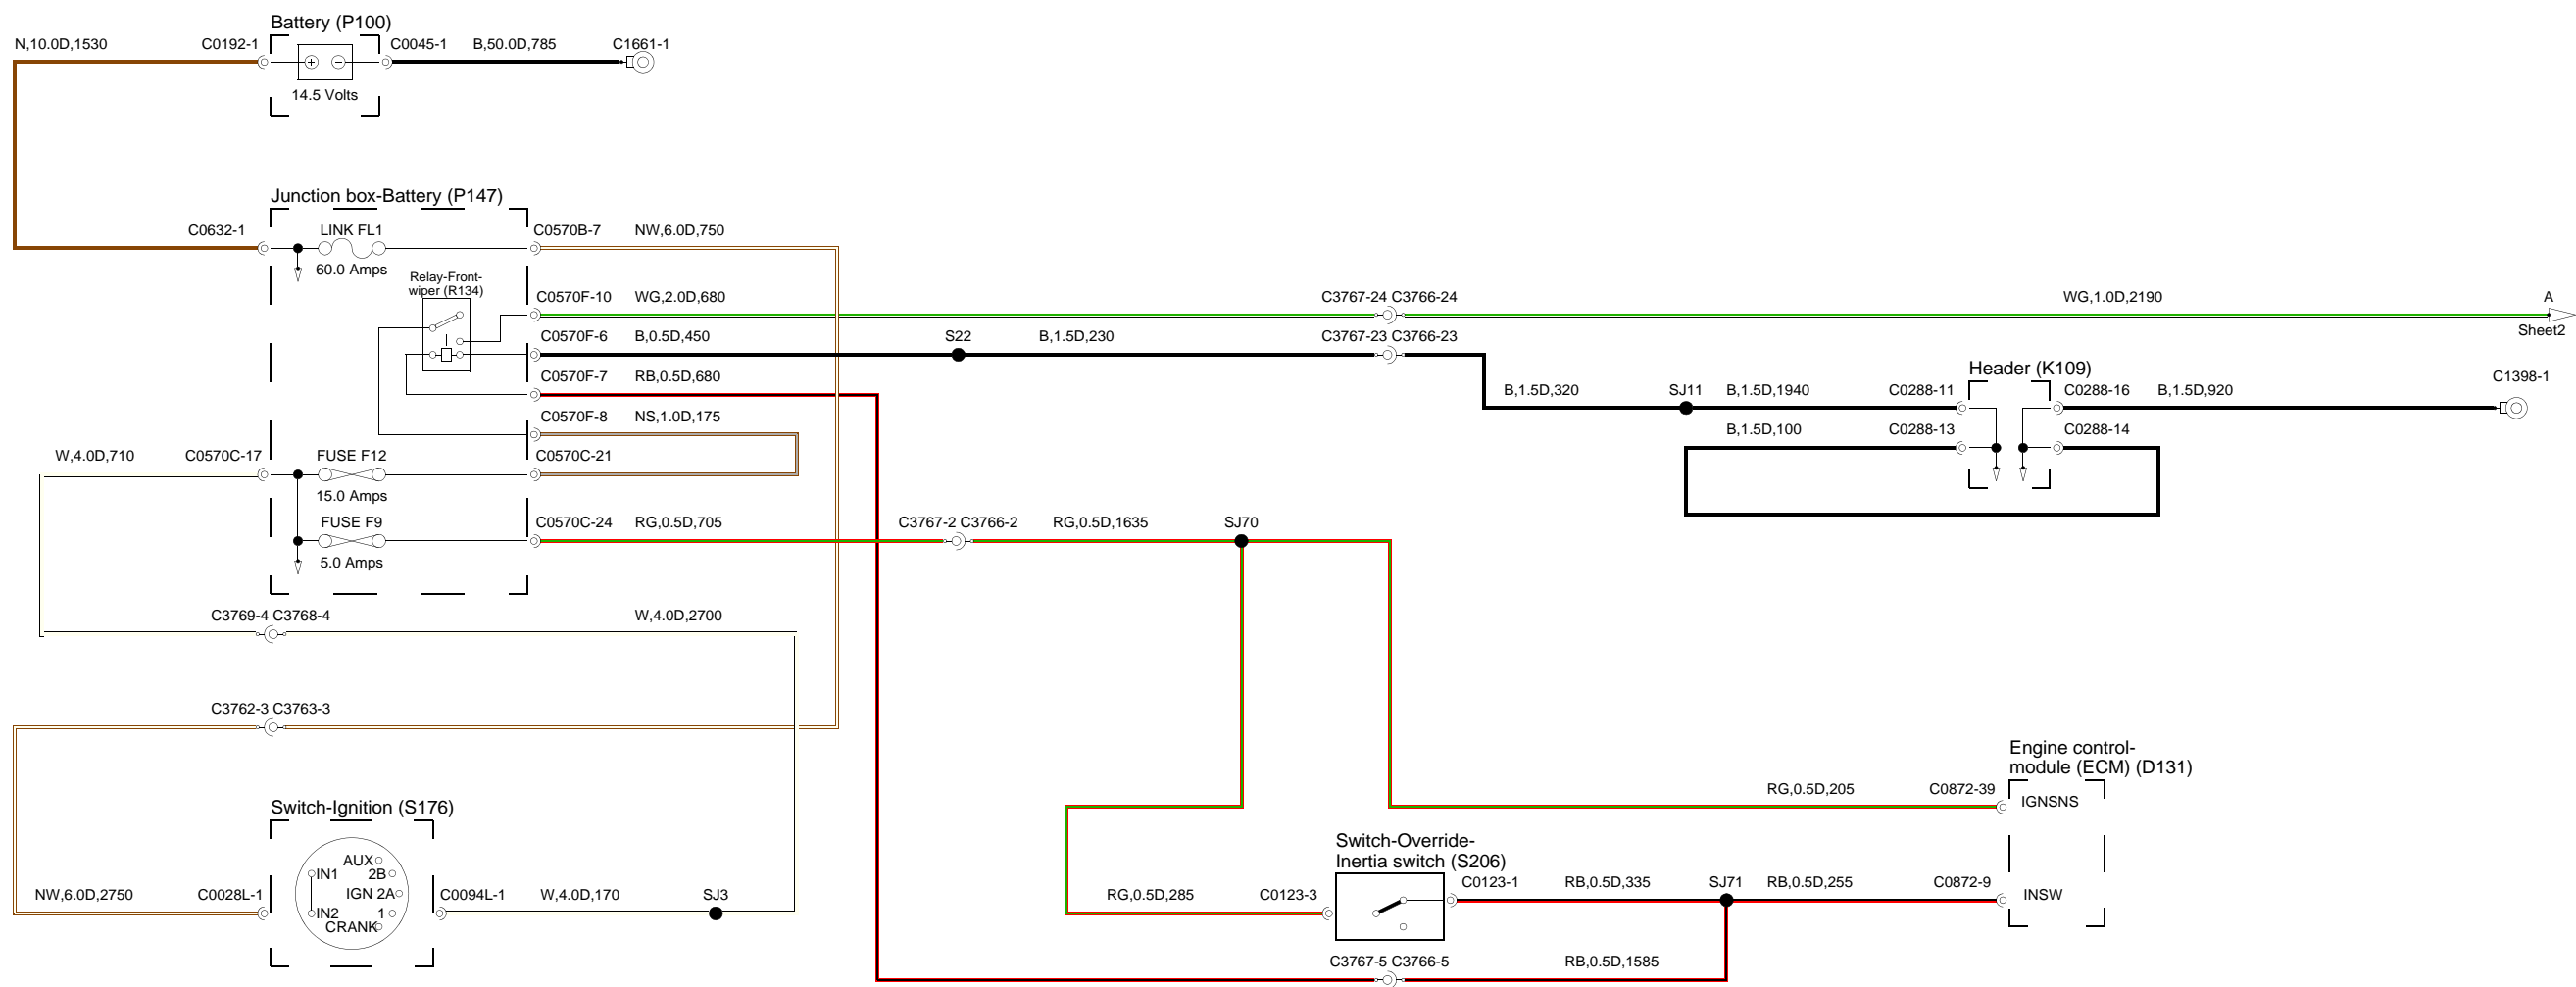 Battery (P100)
N,10.0D,1530
C0192-1
C0045-1
B,50.0D,785
C1661-1
14.5 Volts
Junction box-Battery (P147)
C0632-1
LINK FL1
60.0 Amps
C0570B-7
NW,6.0D,750
Relay-Front-
wiper (R134)
C0570F-10
WG,2.0D,680
C3767-24 C3766-24
WG,1.0D,2190
A
Sheet2
C0570F-6
B,0.5D,450
S22
B,1.5D,230
C3767-23 C3766-23
C0570F-7
RB,0.5D,680
Header (K109)
B,1.5D,320
SJ11
B,1.5D,1940
C0288-11
C0288-16
B,1.5D,920
C1398-1
C0570F-8
NS,1.0D,175
B,1.5D,100
C0288-13
C0288-14
W,4.0D,710
C0570C-17
FUSE F12
15.0 Amps
C0570C-21
FUSE F9
5.0 Amps
C0570C-24
RG,0.5D,705
C3767-2 C3766-2
RG,0.5D,1635
SJ70
C3769-4 C3768-4
W,4.0D,2700
C3762-3 C3763-3
Engine control-
module (ECM) (D131)
RG,0.5D,205
C0872-39
IGNSNS
Switch-Ignition (S176)
AUX
IN1
2B
IGN 2A
IN2
1
CRANK
NW,6.0D,2750
C0028L-1
C0094L-1
W,4.0D,170
SJ3
Switch-Override-
Inertia switch (S206)
RG,0.5D,285
C0123-3
C0123-1
RB,0.5D,335
SJ71
RB,0.5D,255
C0872-9
INSW
C3767-5 C3766-5
RB,0.5D,1585